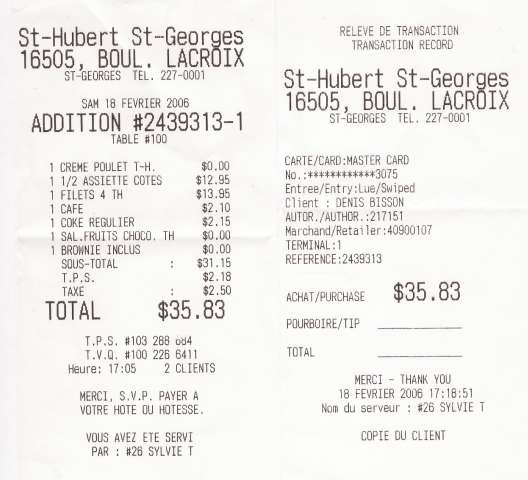 St-Hubert St-Georges
16505, BOUL. LACROIX
ST-GEORGES TEL. 227-0001
SAM 18 FEVRIER 2006
ADDITION #2439313-1
TABLE #100
1 CREME POULET T-H. $0.00
1 1/2 ASSIETTE COTES $12.95
1 FILETS 4 TH $13.95
1 CAFE $2.10
1 COKE REGULIER $2.15
1 SAL.FRUITS CHOCO. TH $0.00
1 BROWNIE INCLUS $0.00
SOUS-TOTAL : $31.15
T.P.S. $2.18
TAXE : $2.50
TOTAL $35.83
T.P.S. #103 288
T.V.Q. #100 226 6411
Heure: 17:05 2 CLIENTS
MERCI, S.V.P. PAYER A
VOTRE HOTE OU HOTESSE.
VOUS AVEZ ETE SERVI
PAR : #26 SYLVIE T
RELEVE DE TRANSACTION
TRANSACTION RECORD
St-Hubert St-Georges
16505, BOUL. LACROIX
ST-GEORGES TEL. 227-0001
CARTE/CARD:MASTER CARD
No.:************3075
Entree/Entry:Lue/Swiped
Client : DENIS BISSON
AUTOR./AUTHOR.:217151
Marchand/Retailer:40900107
TERMINAL:1
REFERENCE:2439313
ACHAT/PURCHASE $35.83
POURBOIRE/TIP
TOTAL
MERCI - THANK YOU
18 FEVRIER 2006 17:18:51
Nom du serveur : #26 SYLVIE T
COPIE DU CLIENT